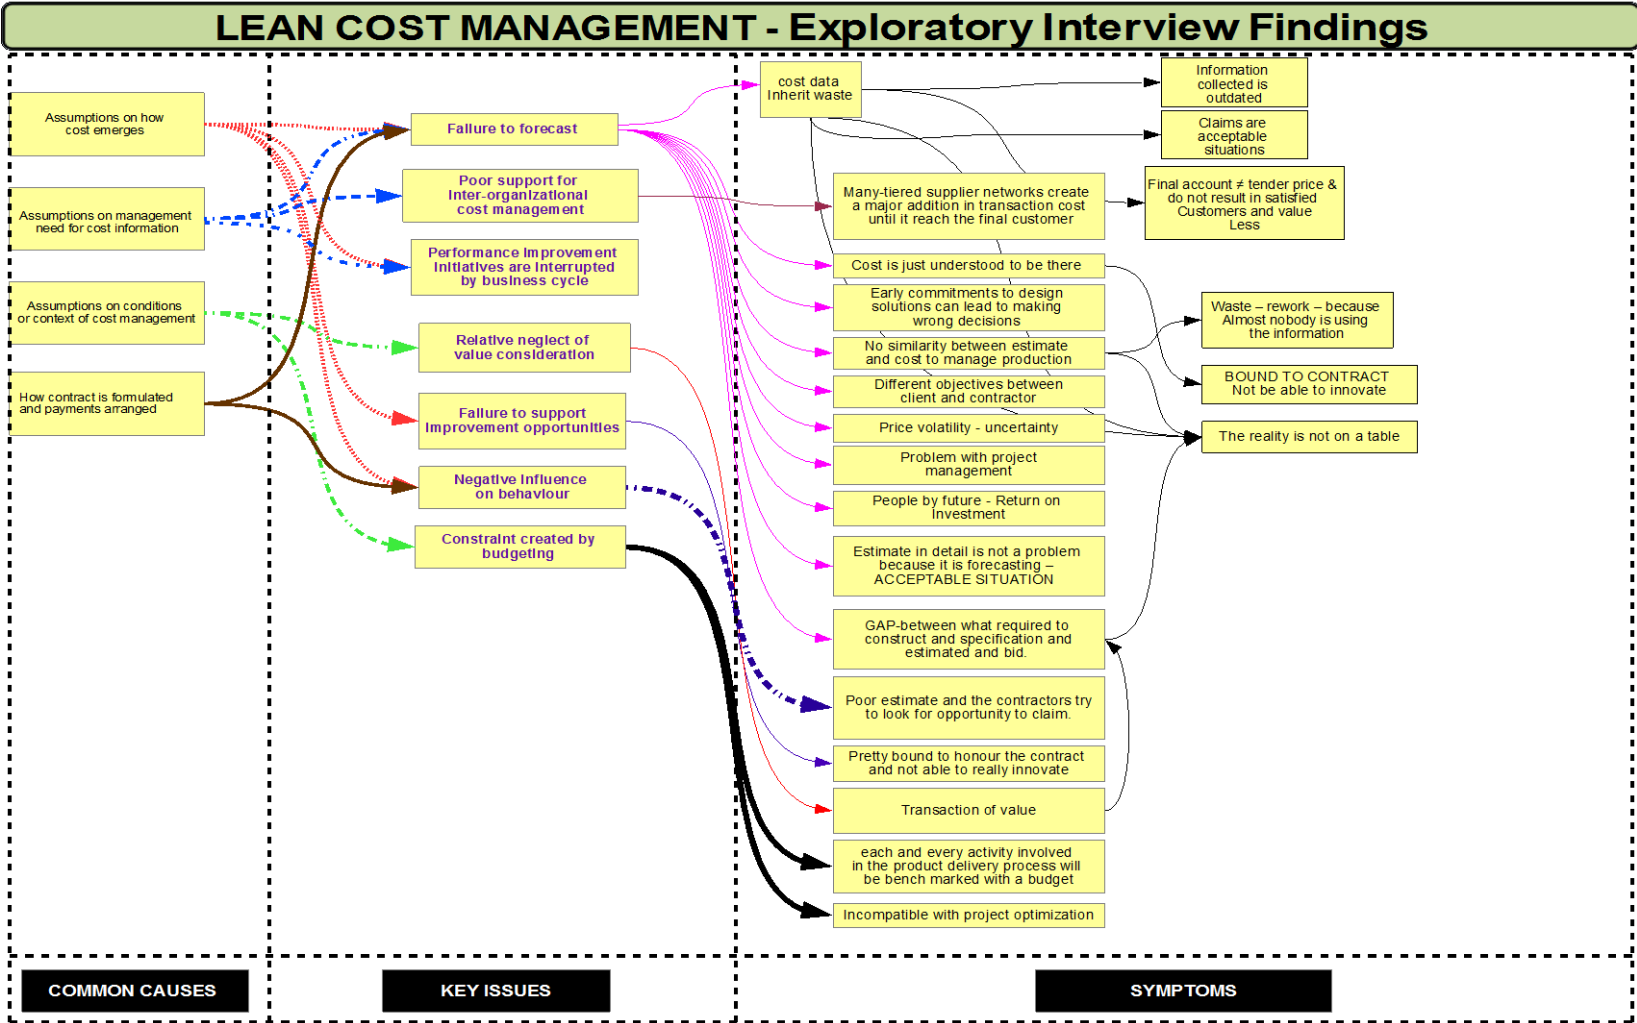 LEAN COST MANAGEMENT - Exploratory Interview Findings
Assumptions on how
cost emerges
Assumptions on management
need for cost information
Assumptions on conditions
or context of cost management
How contract is formulated
and payments arranged
Failure to forecast
Poor support for
Inter-organizational
cost management
Performance Improvement
Initiatives are Interrupted
by business cycle
Relative neglect of
value consideration
Failure to support
Improvement opportunities
Negative Influence
on behaviour
Constraint created by
budgeting
cost data
Inherit waste
Many-tiered supplier networks create
a major addition in transaction cost
until it reach the final customer
Cost is just understood to be there
Early commitments to design
solutions can lead to making
wrong decisions
No similarity between estimate
and cost to manage production
Different objectives between
client and contractor
Price volatility - uncertainty
Problem with project
management
People by future - Return on
Investment
Estimate in detail is not a problem
because it is forecasting –
ACCEPTABLE SITUATION
GAP-between what required to
construct and specification and
estimated and bid.
Poor estimate and the contractors try
to look for opportunity to claim.
Pretty bound to honour the contract
and not able to really innovate
Transaction of value
each and every activity involved
in the product delivery process will
be bench marked with a budget
Incompatible with project optimization
Information
collected is
outdated
Claims are
acceptable
situations
Final account ≠ tender price &
do not result in satisfied
Customers and value
Less
Waste – rework – because
Almost nobody is using
the information
BOUND TO CONTRACT
Not be able to innovate
The reality is not on a table
COMMON CAUSES
KEY ISSUES
SYMPTOMS